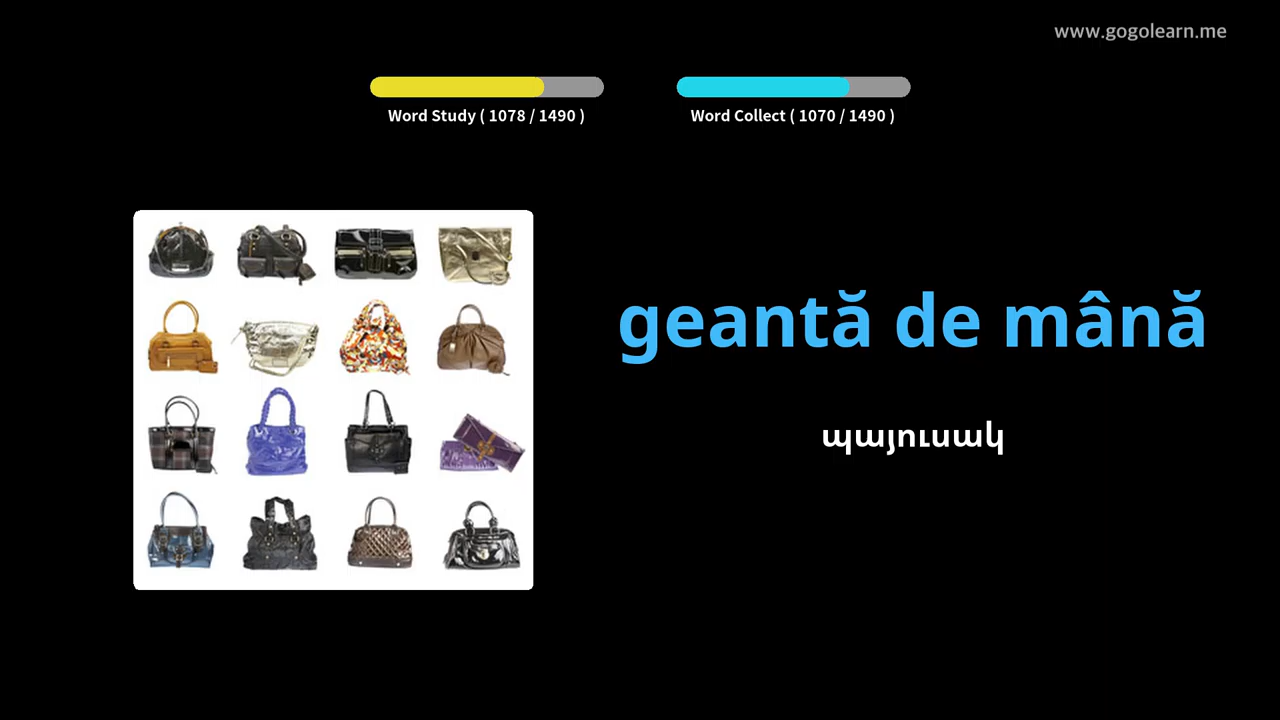 www.gogolearn.me
Word Study ( 1078 / 1490 )
Word Collect ( 1070 / 1490 )
geantă de mână
պայուսակ